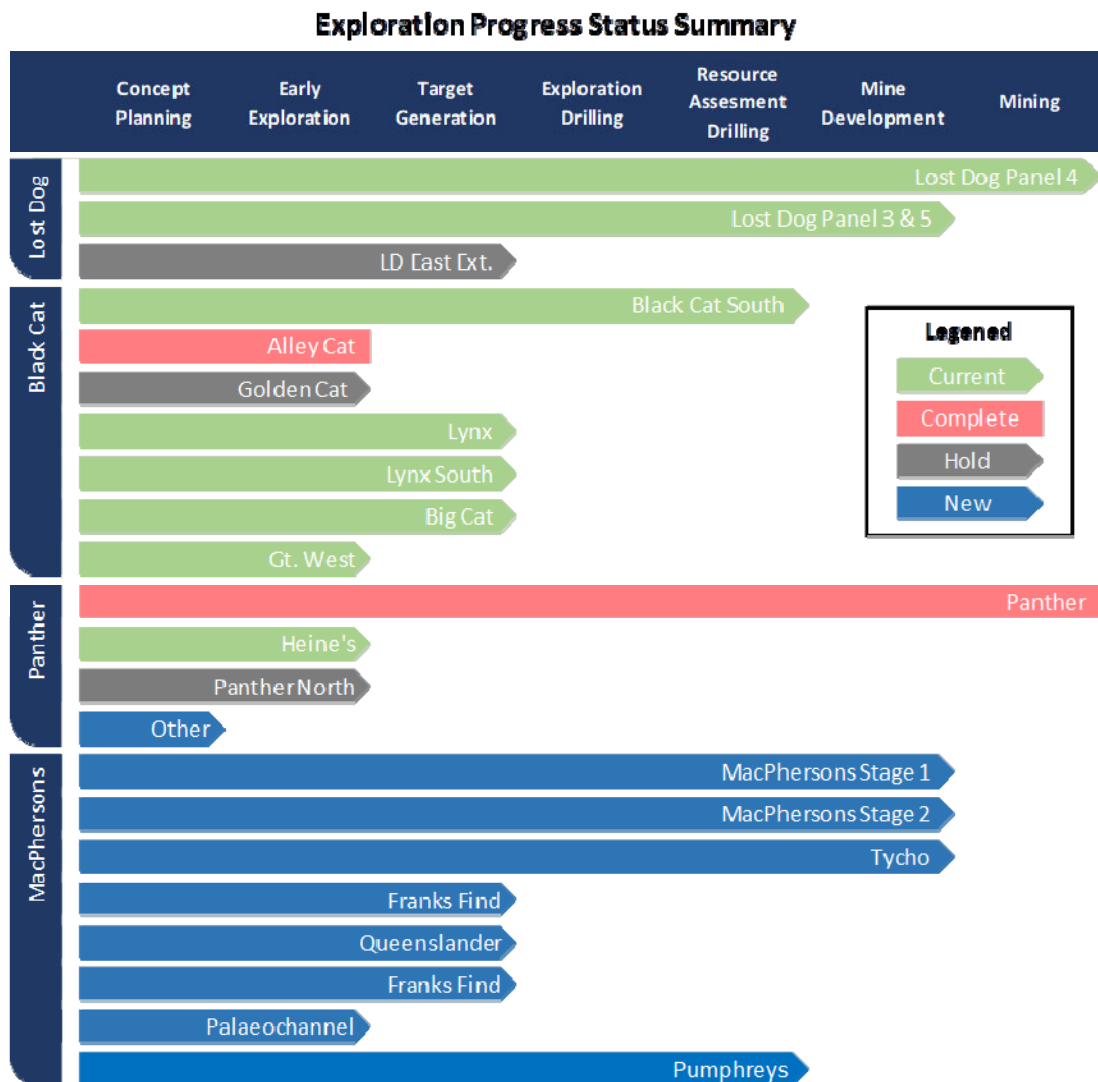 Exploration Progress Status Summary
Concept
Planning
Early
Exploration
Target
Generation
Exploration
Drilling
Resource
Assesment
Drilling
Mine
Development
Mining
Lost Dog
Lost Dog Panel 4
Lost Dog Panel 3 & 5
LD East Ext.
Black Cat
Black Cat South
Alley Cat
Golden Cat
Lynx
Lynx South
Big Cat
Gt. West
Legened
Current
Complete
Hold
New
Panther
Panther
Heine's
Panther North
Other
MacPhersons
MacPhersons Stage 1
MacPhersons Stage 2
Tycho
Franks Find
Queenslander
Franks Find
Palaeochannel
Pumphreys